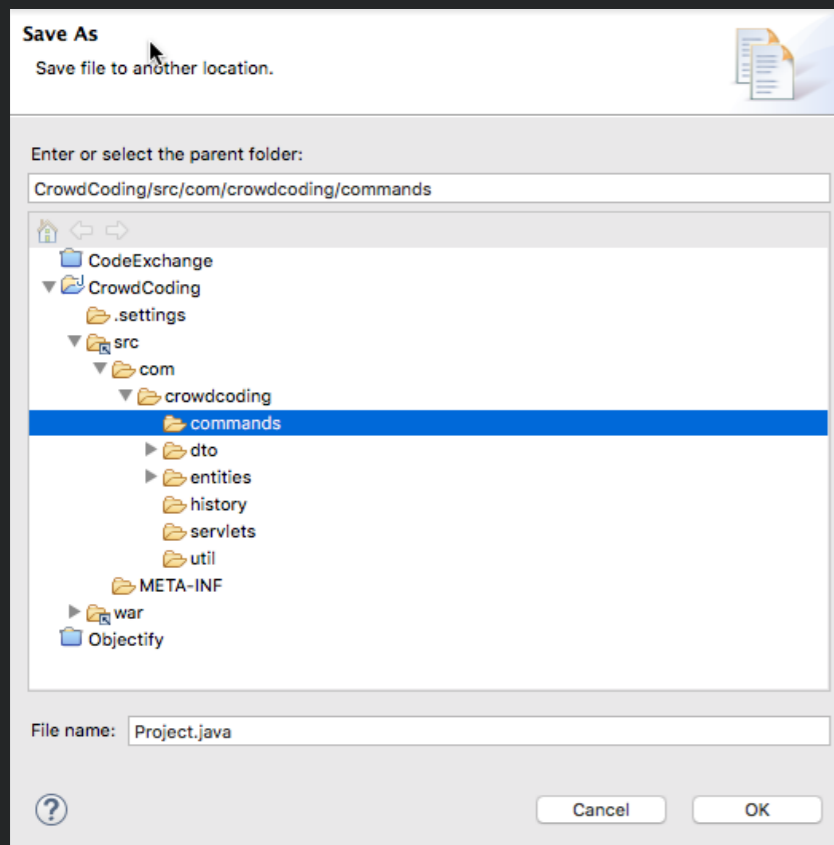 Save As
Save file to another location.
Enter or select the parent folder:
CrowdCoding/src/com/crowdcoding/commands
CodeExchange
CrowdCoding
.settings
src
com
crowdcoding
commands
dto
entities
history
servlets
util
META-INF
war
Objectify
File name: Project.java
? Cancel OK